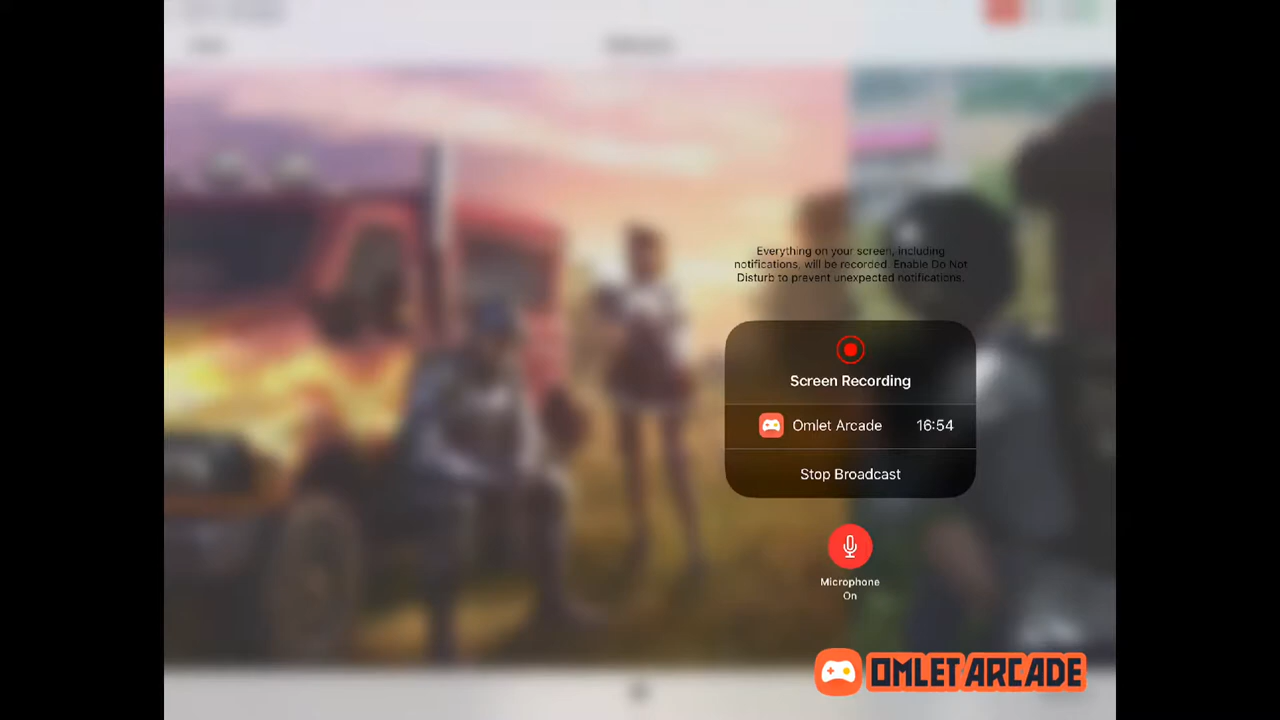 Everything on your screen, including
notifications, will be recorded. Enable Do Not
Disturb to prevent unexpected notifications.
Screen Recording
Omlet Arcade 16:54
Stop Broadcast
Microphone
On
OMLET ARCADE